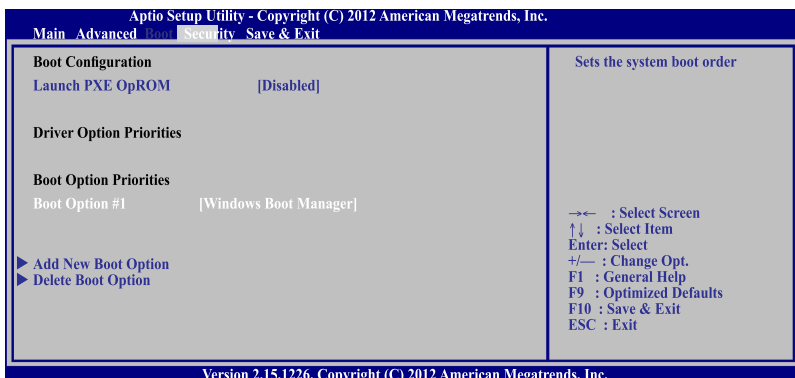 Aptio Setup Utility - Copyright (C) 2012 American Megatrends, Inc.
Main Advanced Boot Security Save & Exit
Boot Configuration
Launch PXE OpROM [Disabled]
Driver Option Priorities
Boot Option Priorities
Boot Option #1 [Windows Boot Manager]
▶ Add New Boot Option
▶ Delete Boot Option
Sets the system boot order
→← : Select Screen
↑↓ : Select Item
Enter: Select
+/— : Change Opt.
F1 : General Help
F9 : Optimized Defaults
F10 : Save & Exit
ESC : Exit
Version 2.15.1226. Copyright (C) 2012 American Megatrends, Inc.